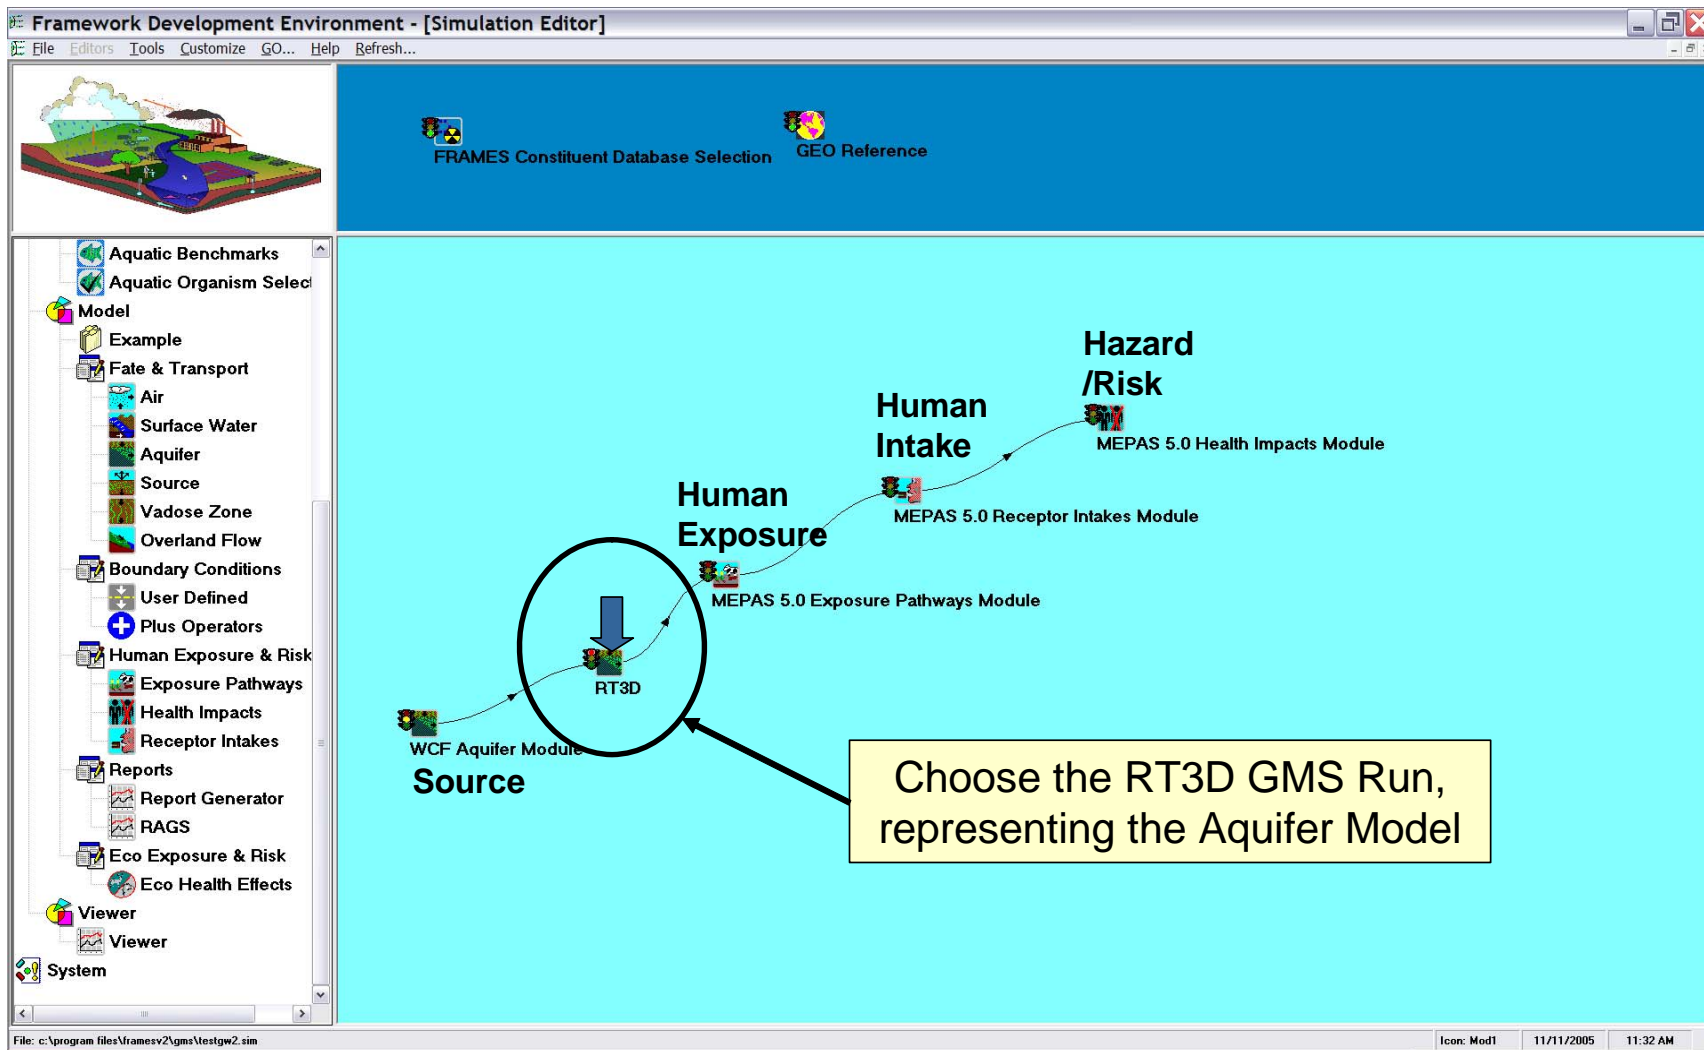 Framework Development Environment - [Simulation Editor]
File Editors Tools Customize GO... Help Refresh...
FRAMES Constituent Database Selection
GEO Reference
Aquatic Benchmarks
Aquatic Organism Select
Model
Example
Fate & Transport
Air
Surface Water
Aquifer
Source
Vadose Zone
Overland Flow
Boundary Conditions
User Defined
Plus Operators
Human Exposure & Risk
Exposure Pathways
Health Impacts
Receptor Intakes
Reports
Report Generator
RAGS
Eco Exposure & Risk
Eco Health Effects
Viewer
Viewer
System
Hazard
/Risk
MEPAS 5.0 Health Impacts Module
Human
Intake
MEPAS 5.0 Receptor Intakes Module
Human
Exposure
MEPAS 5.0 Exposure Pathways Module
RT3D
WCF Aquifer Module
Source
Choose the RT3D GMS Run,
representing the Aquifer Model
File: c:\program files\framesv2\gms\testgw2.sim
Icon: Mod1
11/11/2005
11:32 AM